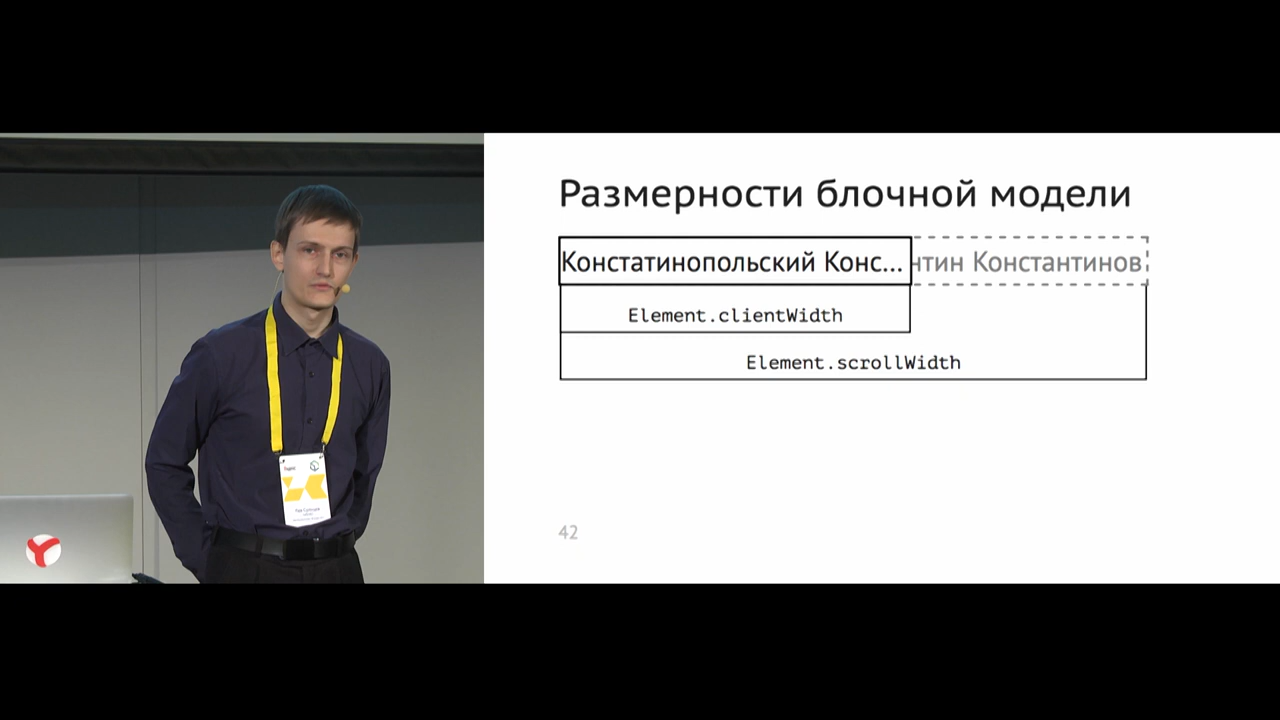 Размерности блочной модели
Констатинопольский Конс... нтин Константинов
Element.clientWidth
Element.scrollWidth
42